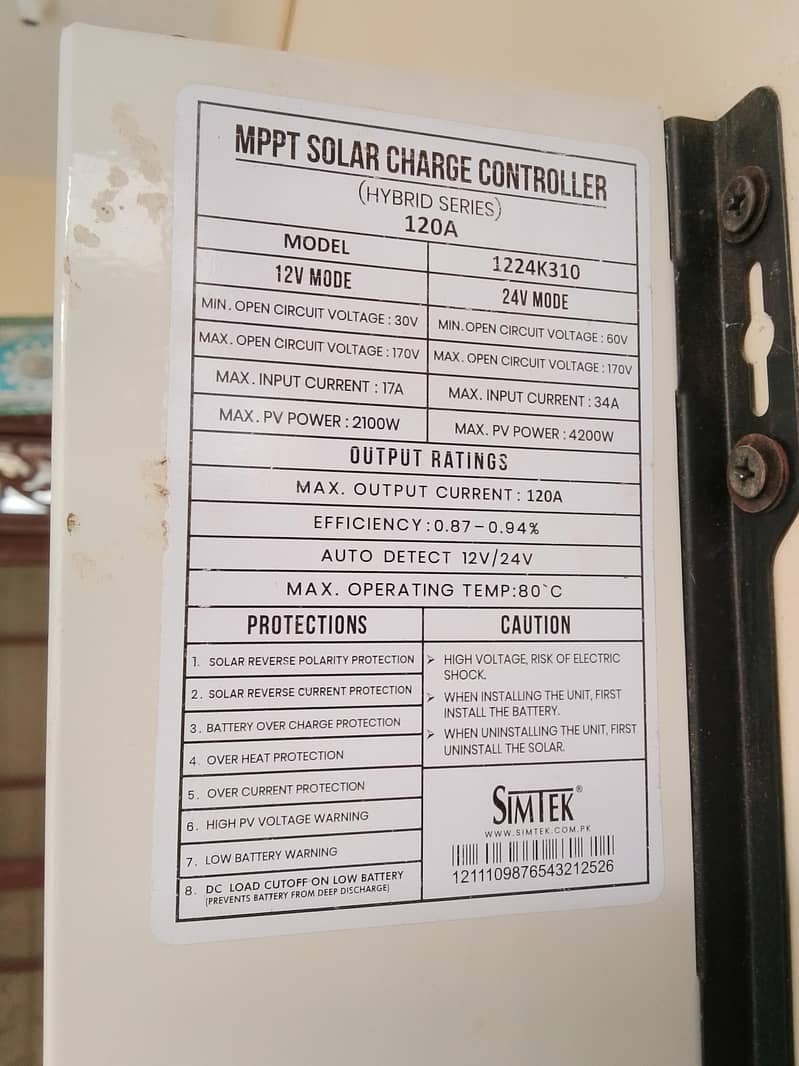 MPPT SOLAR CHARGE CONTROLLER
(HYBRID SERIES)
120A
MODEL
1224K310
12V MODE
24V MODE
MIN. OPEN CIRCUIT VOLTAGE : 30V
MIN. OPEN CIRCUIT VOLTAGE : 60V
MAX. OPEN CIRCUIT VOLTAGE : 170V
MAX. OPEN CIRCUIT VOLTAGE : 170V
MAX. INPUT CURRENT : 17A
MAX. INPUT CURRENT : 34A
MAX. PV POWER : 2100W
MAX. PV POWER : 4200W
OUTPUT RATINGS
MAX. OUTPUT CURRENT : 120A
EFFICIENCY : 0.87 – 0.94%
AUTO DETECT 12V/24V
MAX. OPERATING TEMP:80`C
PROTECTIONS
1. SOLAR REVERSE POLARITY PROTECTION
2. SOLAR REVERSE CURRENT PROTECTION
3. BATTERY OVER CHARGE PROTECTION
4. OVER HEAT PROTECTION
5. OVER CURRENT PROTECTION
6. HIGH PV VOLTAGE WARNING
7. LOW BATTERY WARNING
8. DC LOAD CUTOFF ON LOW BATTERY
(PREVENTS BATTERY FROM DEEP DISCHARGE)
CAUTION
➢ HIGH VOLTAGE, RISK OF ELECTRIC
SHOCK.
➢ WHEN INSTALLING THE UNIT, FIRST
INSTALL THE BATTERY.
➢ WHEN UNINSTALLING THE UNIT, FIRST
UNINSTALL THE SOLAR.
SIMTEK®
WWW.SIMTEK.COM.PK
1211109876543212526